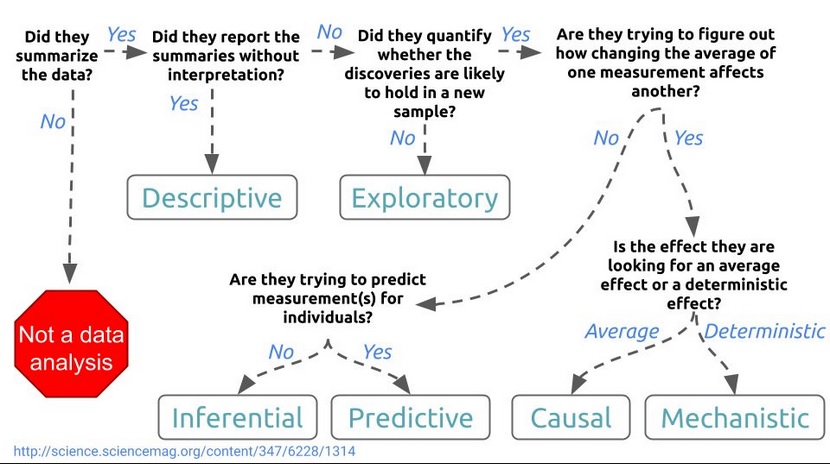 Did they
summarize
the data?
Yes
Did they report the
summaries without
interpretation?
No
Did they quantify
whether the
discoveries are likely
to hold in a new
sample?
Yes
Are they trying to figure out
how changing the average of
one measurement affects
another?
No
Yes
No
No
Yes
Descriptive
Exploratory
Is the effect they are
looking for an average
effect or a deterministic
effect?
Are they trying to predict
measurement(s) for
individuals?
Not a data
analysis
No
Yes
Average
Deterministic
Inferential
Predictive
Causal
Mechanistic
http://science.sciencemag.org/content/347/6228/1314